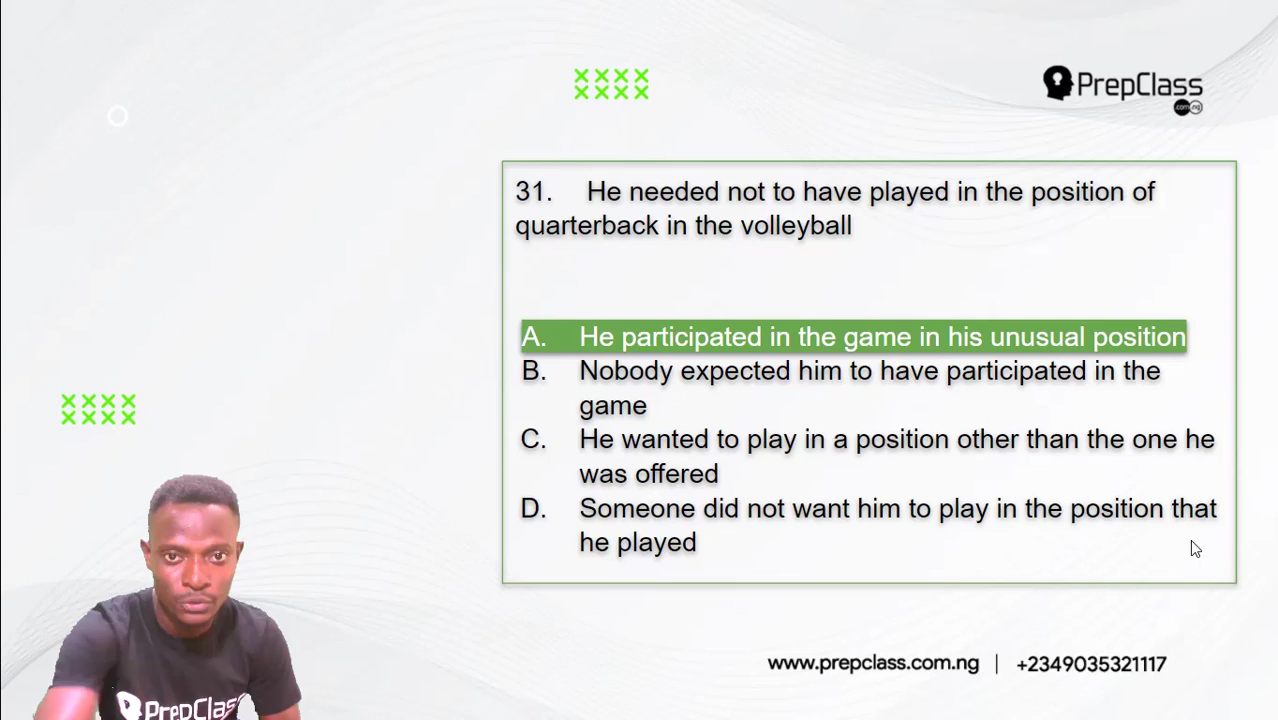 PrepClass
.com.ng
31. He needed not to have played in the position of
quarterback in the volleyball
A. He participated in the game in his unusual position
B. Nobody expected him to have participated in the
game
C. He wanted to play in a position other than the one he
was offered
D. Someone did not want him to play in the position that
he played
PrepClass
www.prepclass.com.ng | +2349035321117